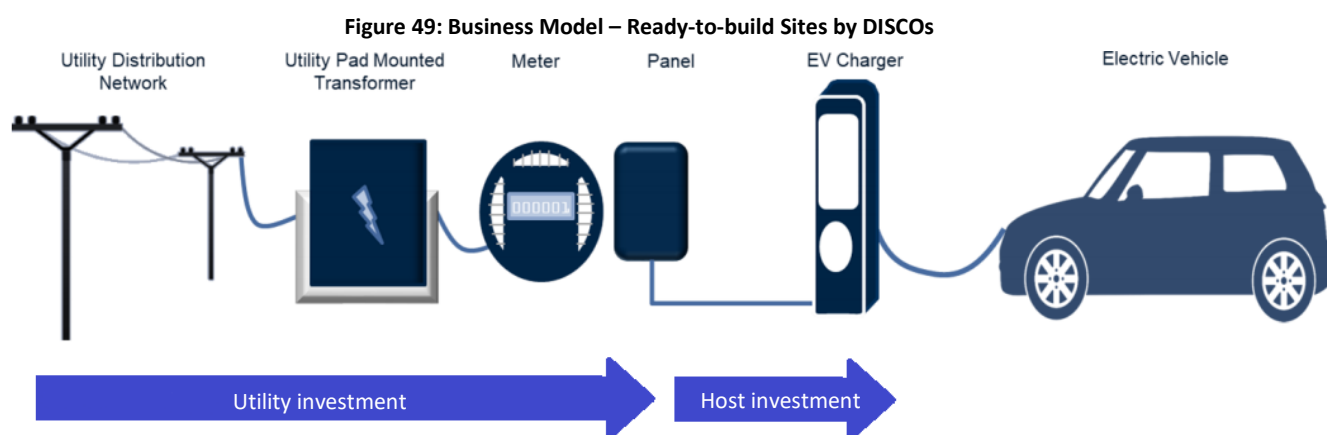 Figure 49: Business Model – Ready-to-build Sites by DISCOs
Utility Distribution
Network
Utility Pad Mounted
Transformer
Meter
Panel
EV Charger
Electric Vehicle
000001
Utility investment
Host investment